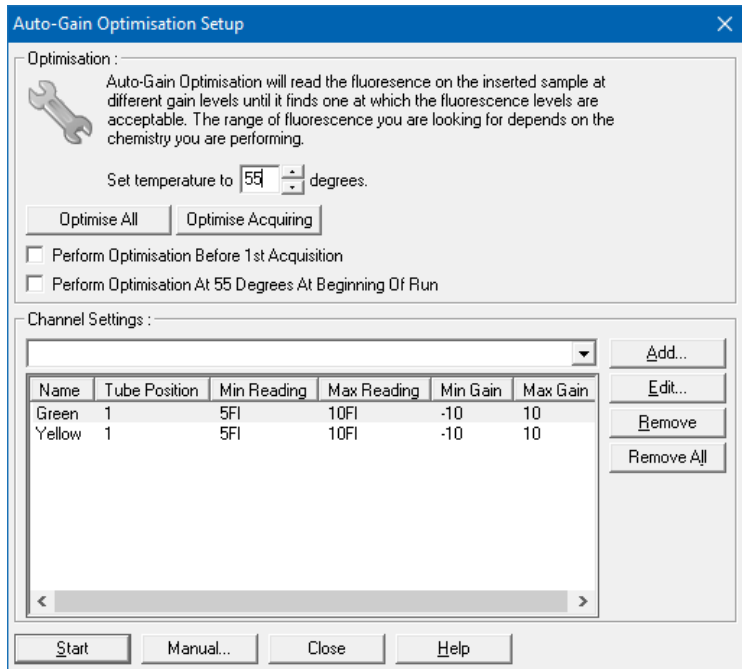 Auto-Gain Optimisation Setup
Optimisation :
Auto-Gain Optimisation will read the fluoresence on the inserted sample at
different gain levels until it finds one at which the fluorescence levels are
acceptable. The range of fluorescence you are looking for depends on the
chemistry you are performing.
Set temperature to 55 degrees.
Optimise All Optimise Acquiring
Perform Optimisation Before 1st Acquisition
Perform Optimisation At 55 Degrees At Beginning Of Run
Channel Settings :
Add...
Name Tube Position Min Reading Max Reading Min Gain Max Gain Edit...
Green 1 5Fl 10Fl -10 10
Yellow 1 5Fl 10Fl -10 10
Remove
Remove All
Start Manual... Close Help